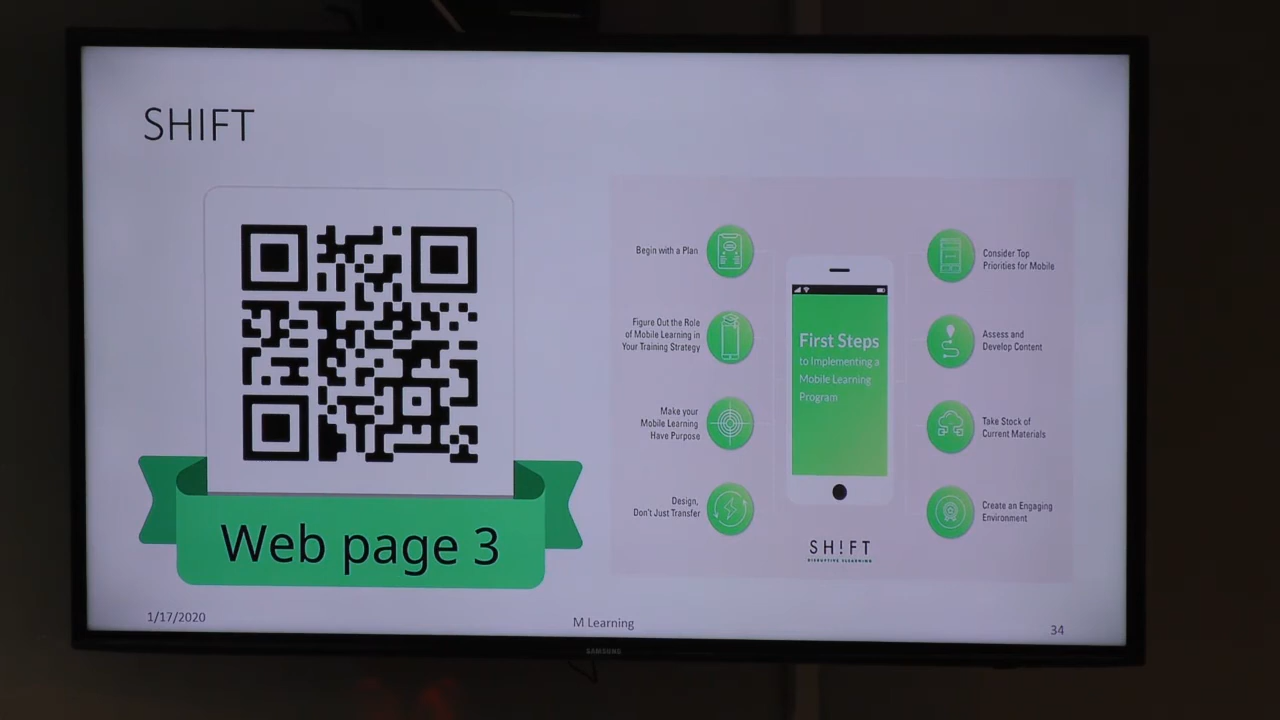 SHIFT
Web page 3
Begin with a Plan
Figure Out the Role
of Mobile Learning in
Your Training Strategy
Make your
Mobile Learning
Have Purpose
Design,
Don't Just Transfer
First Steps
to Implementing a
Mobile Learning
Program
SH!FT
DISRUPTIVE ELEARNING
Consider Top
Priorities for Mobile
Assess and
Develop Content
Take Stock of
Current Materials
Create an Engaging
Environment
1/17/2020
M Learning
34
SAMSUNG